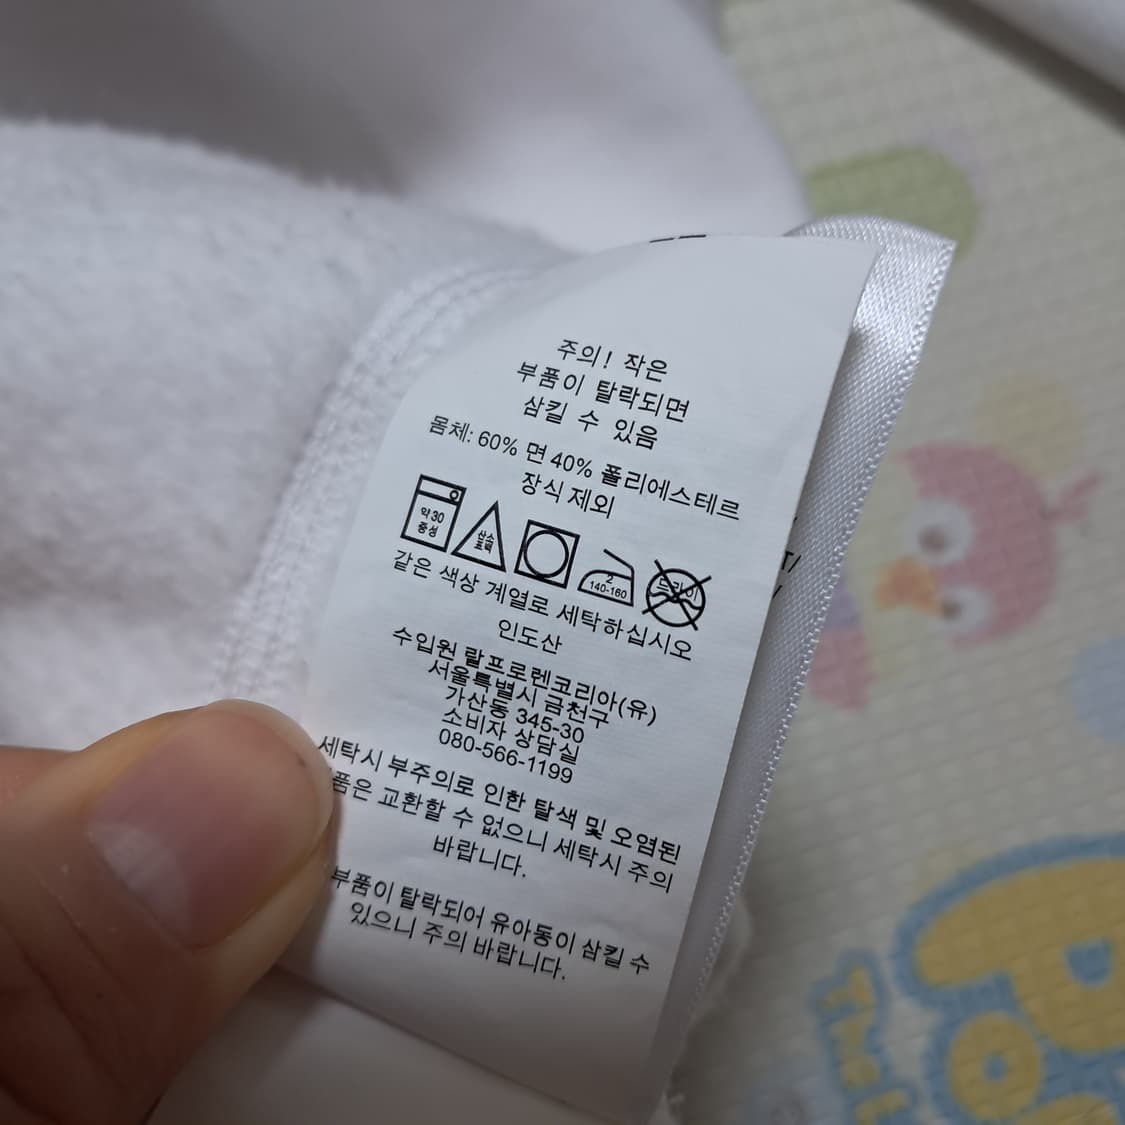 주의! 작은
부품이 탈락되면
삼킬 수 있음
몸체: 60% 면 40% 폴리에스테르
장식 제외
약30
중성
산소
표백
2
140-160
드라이
같은 색상 계열로 세탁하십시오
인도산
수입원 랄프로렌코리아(유)
서울특별시 금천구
가산동 345-30
소비자 상담실
080-566-1199
세탁시 부주의로 인한 탈색 및 오염된
품은 교환할 수 없으니 세탁시 주의
바랍니다.
부품이 탈락되어 유아동이 삼킬 수
있으니 주의 바랍니다.
The